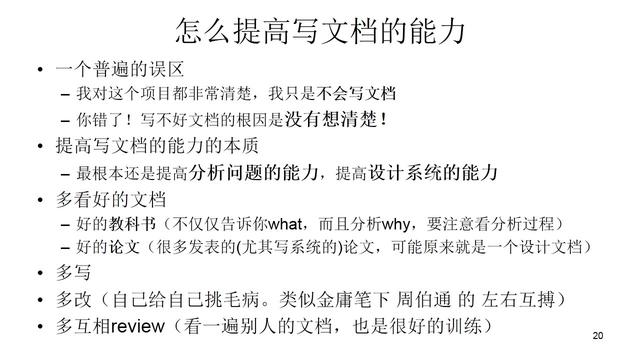 怎么提高写文档的能力
• 一个普遍的误区
– 我对这个项目都非常清楚，我只是不会写文档
– 你错了！写不好文档的根因是没有想清楚！
• 提高写文档的能力的本质
– 最根本还是提高分析问题的能力，提高设计系统的能力
• 多看好的文档
– 好的教科书（不仅仅告诉你what，而且分析why，要注意看分析过程）
– 好的论文（很多发表的(尤其写系统的)论文，可能原来就是一个设计文档）
• 多写
• 多改（自己给自己挑毛病。类似金庸笔下 周伯通 的 左右互搏）
• 多互相review（看一遍别人的文档，也是很好的训练）
20